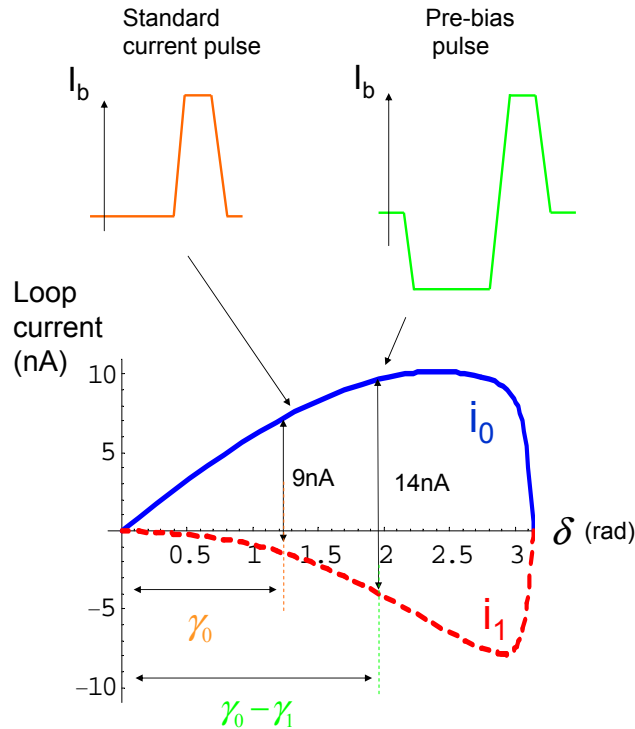 Standard
current pulse
Pre-bias
pulse
I_b
I_b
Loop
current
(nA)
10
5
-5
-10
0.5
1
1.5
2
2.5
3
δ (rad)
i_0
i_1
9nA
14nA
γ_0
γ_0 – γ_1